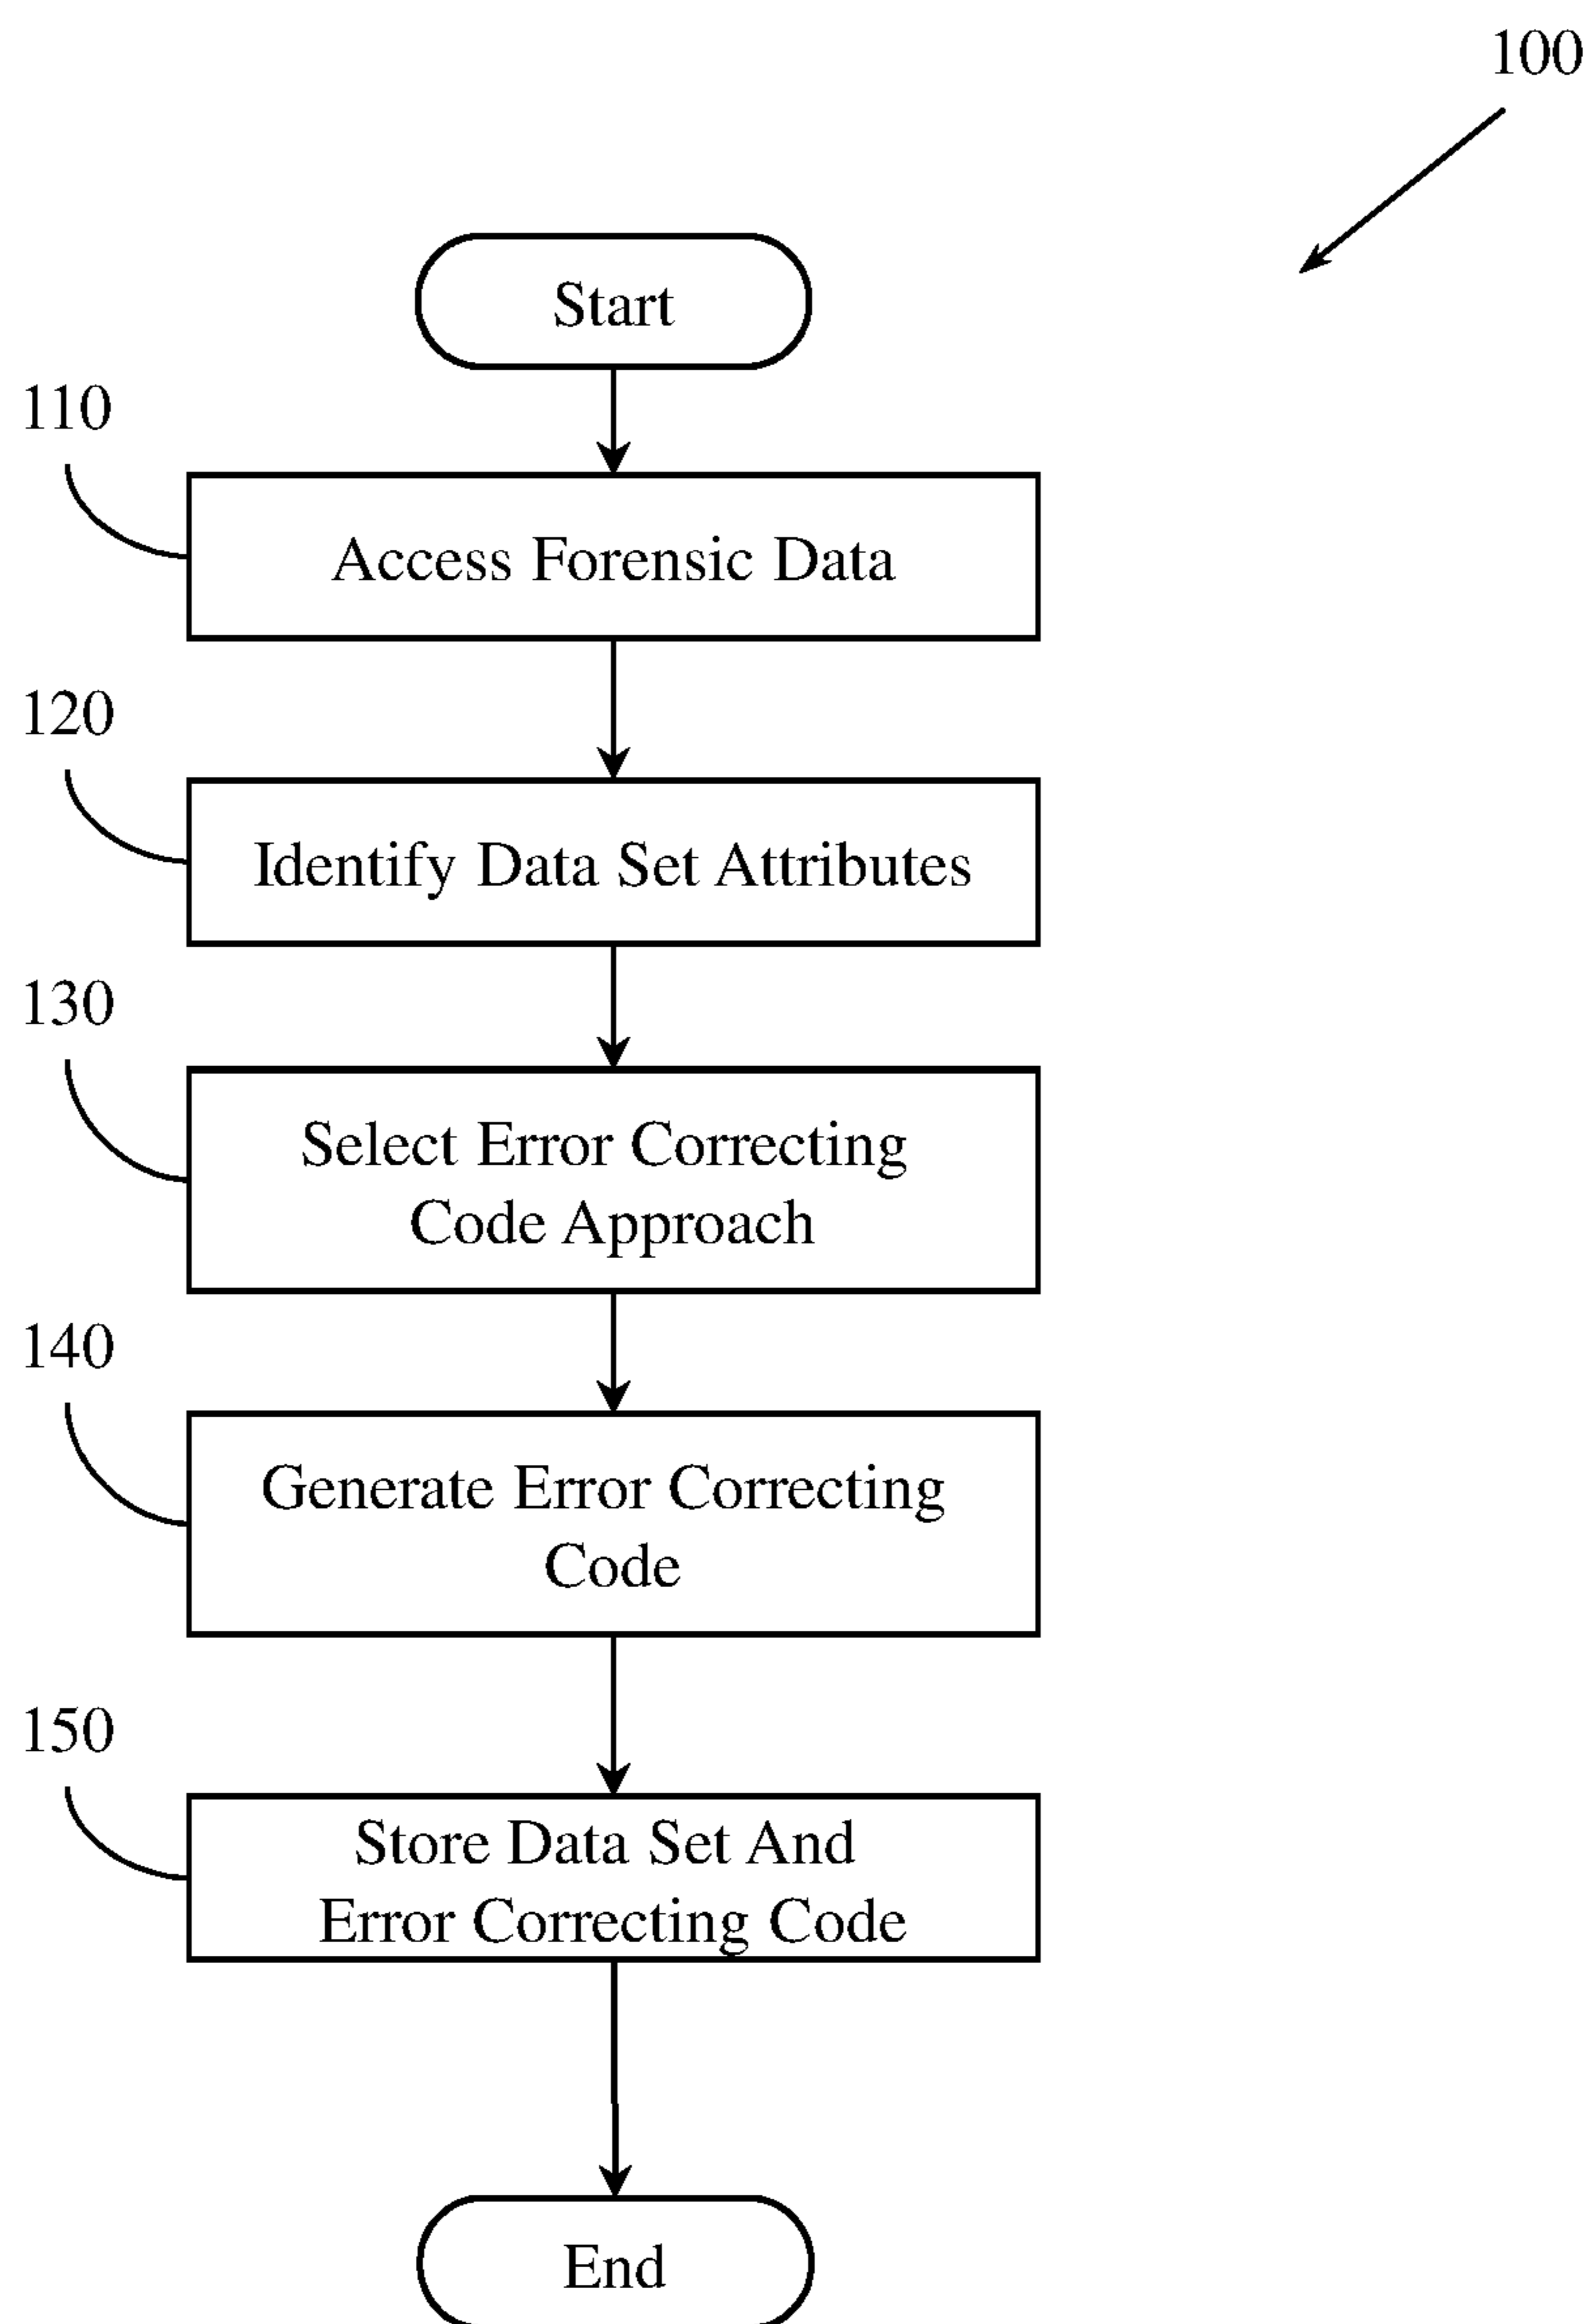 100
Start
110
Access Forensic Data
120
Identify Data Set Attributes
130
Select Error Correcting
Code Approach
140
Generate Error Correcting
Code
150
Store Data Set And
Error Correcting Code
End